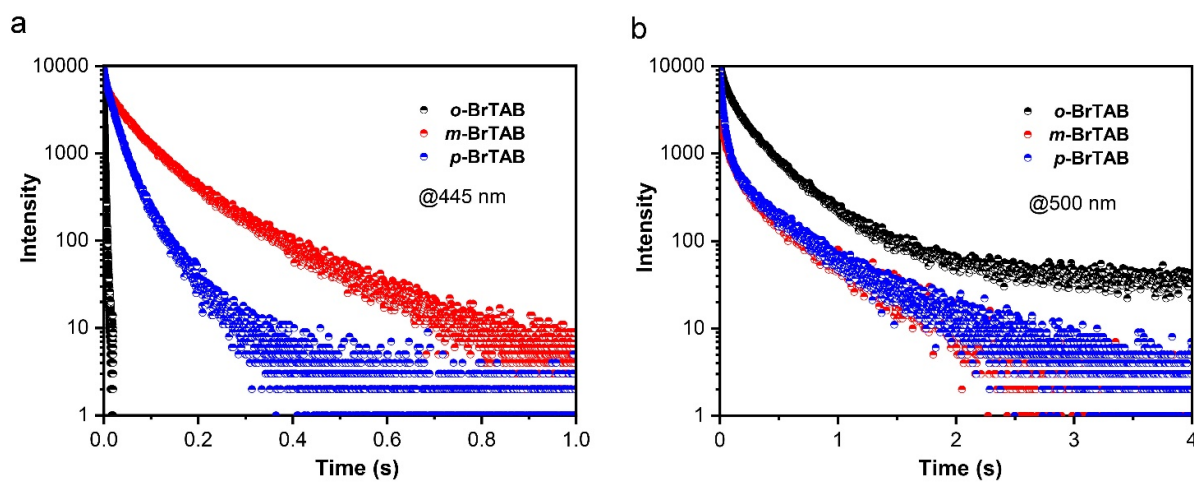 a
10000
1000
100
10
1
Intensity
0.0 0.2 0.4 0.6 0.8 1.0
Time (s)
o-BrTAB
m-BrTAB
p-BrTAB
@445 nm
b
10000
1000
100
10
1
Intensity
0 1 2 3 4
Time (s)
o-BrTAB
m-BrTAB
p-BrTAB
@500 nm